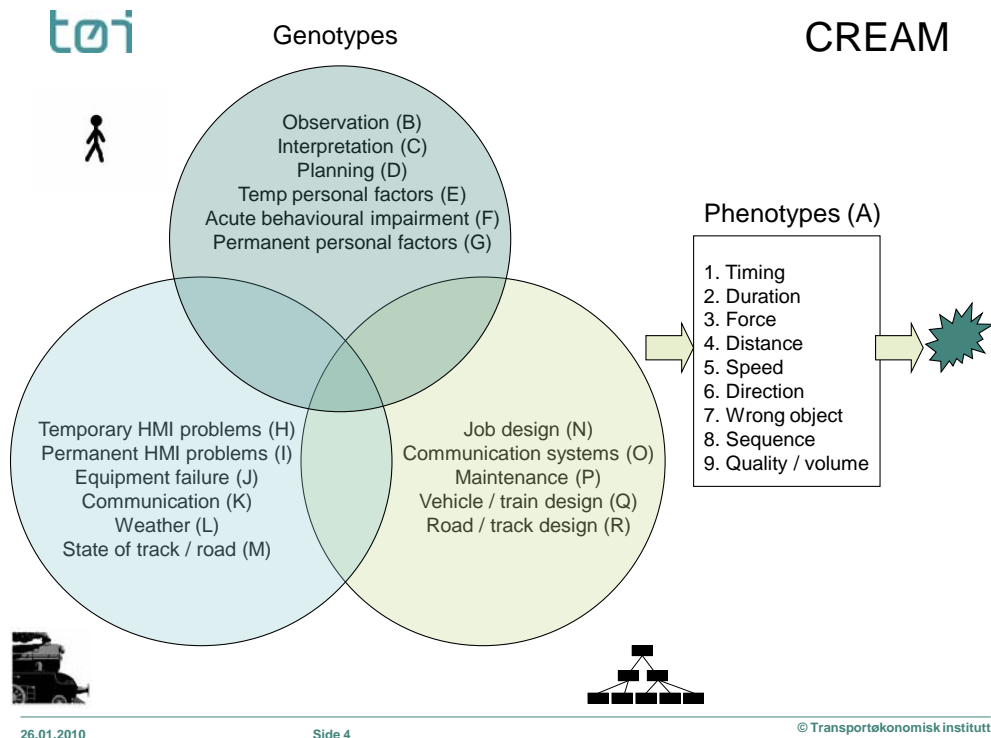 tøi
Genotypes
CREAM
Observation (B)
Interpretation (C)
Planning (D)
Temp personal factors (E)
Acute behavioural impairment (F)
Permanent personal factors (G)
Temporary HMI problems (H)
Permanent HMI problems (I)
Equipment failure (J)
Communication (K)
Weather (L)
State of track / road (M)
Job design (N)
Communication systems (O)
Maintenance (P)
Vehicle / train design (Q)
Road / track design (R)
Phenotypes (A)
1. Timing
2. Duration
3. Force
4. Distance
5. Speed
6. Direction
7. Wrong object
8. Sequence
9. Quality / volume
26.01.2010
Side 4
© Transportøkonomisk institutt